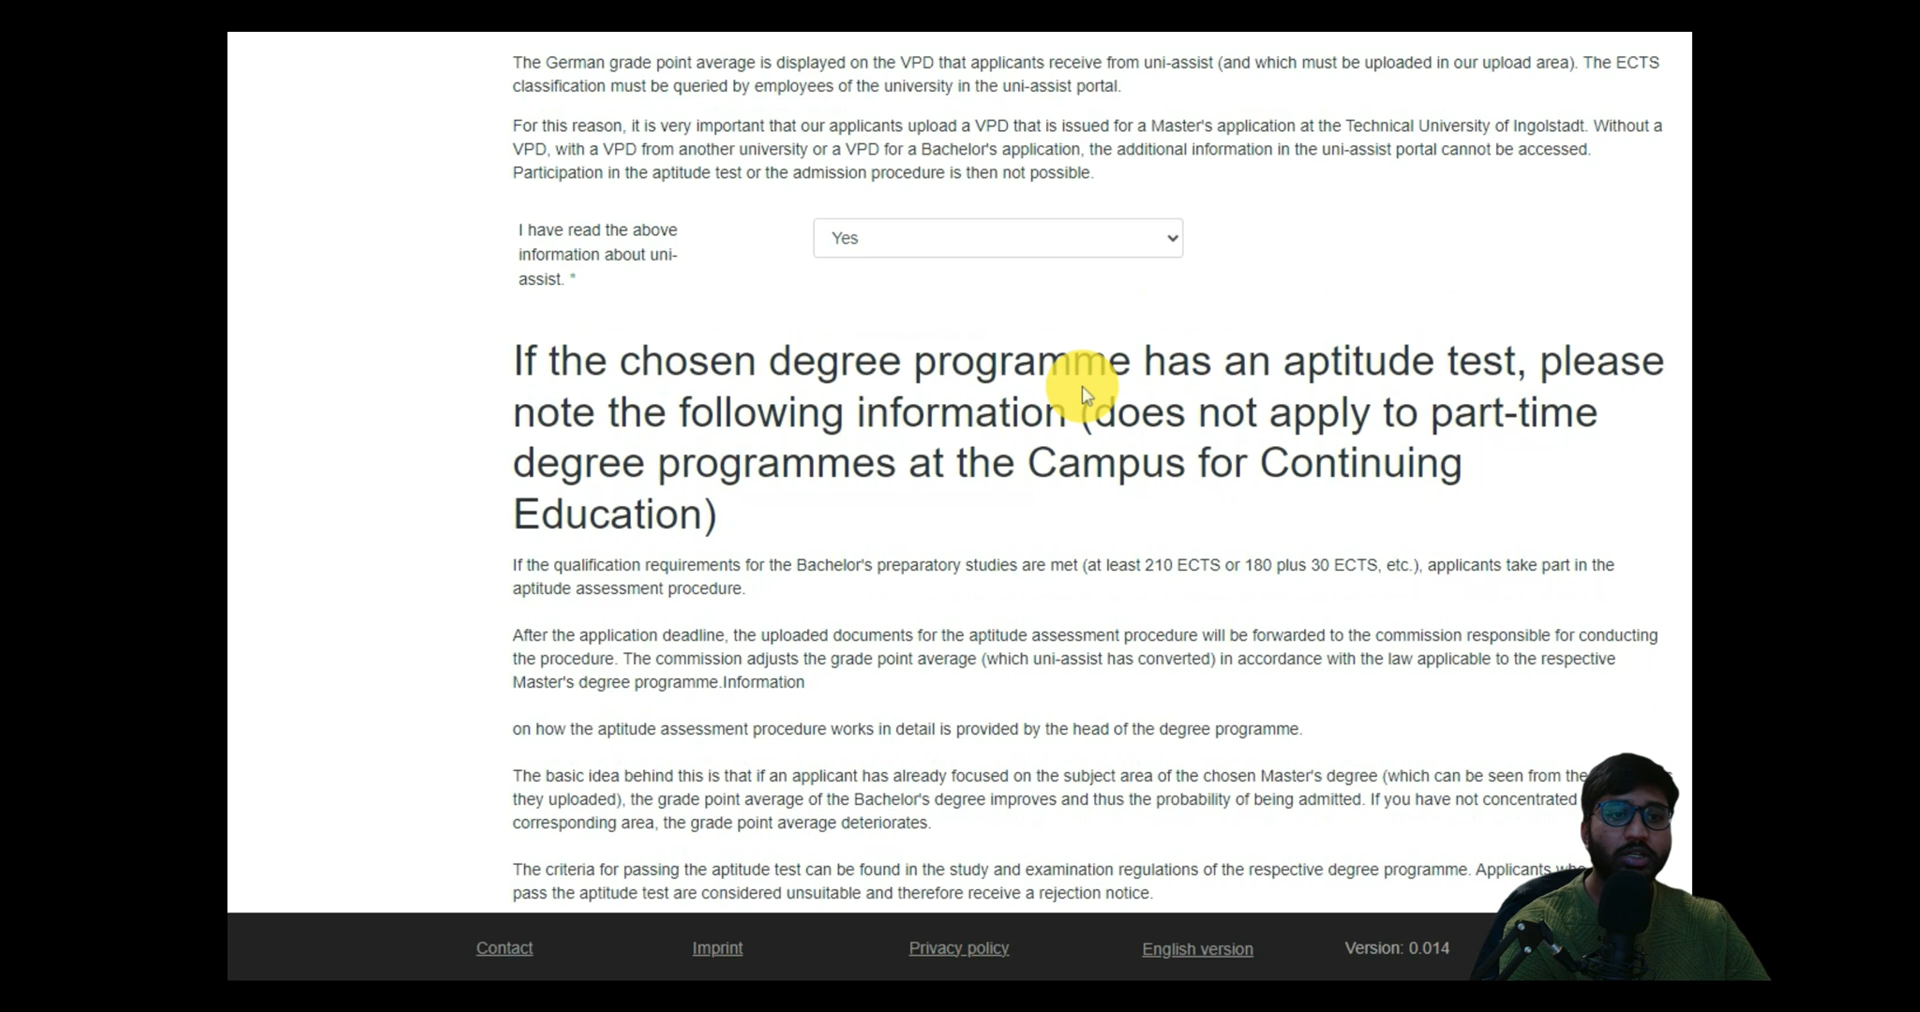 The German grade point average is displayed on the VPD that applicants receive from uni-assist (and which must be uploaded in our upload area). The ECTS
classification must be queried by employees of the university in the uni-assist portal.
For this reason, it is very important that our applicants upload a VPD that is issued for a Master's application at the Technical University of Ingolstadt. Without a
VPD, with a VPD from another university or a VPD for a Bachelor's application, the additional information in the uni-assist portal cannot be accessed.
Participation in the aptitude test or the admission procedure is then not possible.
I have read the above
information about uni-
assist. *
Yes
If the chosen degree programme has an aptitude test, please
note the following information (does not apply to part-time
degree programmes at the Campus for Continuing
Education)
If the qualification requirements for the Bachelor's preparatory studies are met (at least 210 ECTS or 180 plus 30 ECTS, etc.), applicants take part in the
aptitude assessment procedure.
After the application deadline, the uploaded documents for the aptitude assessment procedure will be forwarded to the commission responsible for conducting
the procedure. The commission adjusts the grade point average (which uni-assist has converted) in accordance with the law applicable to the respective
Master's degree programme.Information
on how the aptitude assessment procedure works in detail is provided by the head of the degree programme.
The basic idea behind this is that if an applicant has already focused on the subject area of the chosen Master's degree (which can be seen from the
they uploaded), the grade point average of the Bachelor's degree improves and thus the probability of being admitted. If you have not concentrated
corresponding area, the grade point average deteriorates.
The criteria for passing the aptitude test can be found in the study and examination regulations of the respective degree programme. Applicants
pass the aptitude test are considered unsuitable and therefore receive a rejection notice.
Contact
Imprint
Privacy policy
English version
Version: 0.014